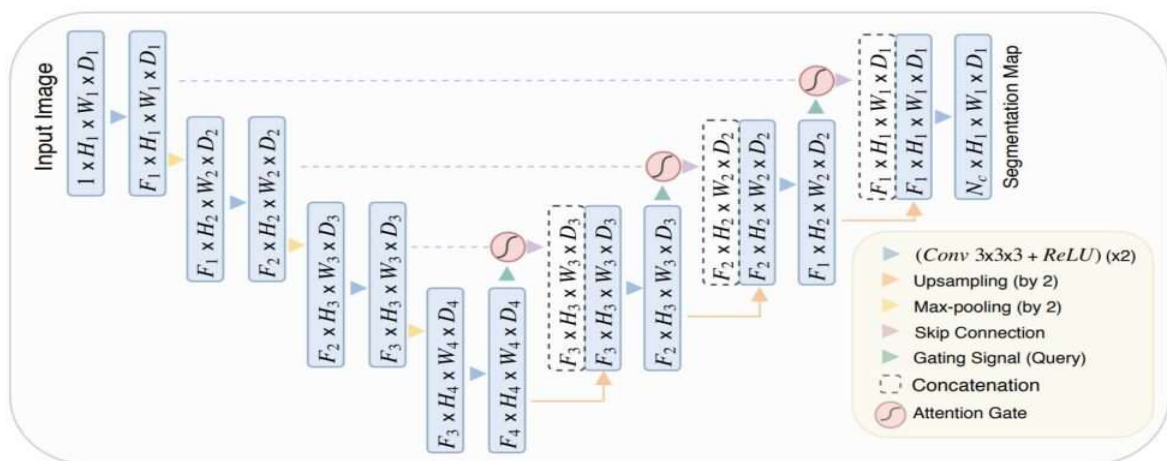 Input Image
1 x H₁ x W₁ x D₁
F₁ x H₁ x W₁ x D₁
F₁ x H₂ x W₂ x D₂
F₂ x H₂ x W₂ x D₂
F₂ x H₃ x W₃ x D₃
F₃ x H₃ x W₃ x D₃
F₃ x H₄ x W₄ x D₄
F₄ x H₄ x W₄ x D₄
F₃ x H₃ x W₃ x D₃
F₃ x H₃ x W₃ x D₃
F₂ x H₃ x W₃ x D₃
F₂ x H₂ x W₂ x D₂
F₂ x H₂ x W₂ x D₂
F₁ x H₂ x W₂ x D₂
F₁ x H₁ x W₁ x D₁
F₁ x H₁ x W₁ x D₁
N_c x H₁ x W₁ x D₁
Segmentation Map
(Conv 3x3x3 + ReLU) (x2)
Upsampling (by 2)
Max-pooling (by 2)
Skip Connection
Gating Signal (Query)
Concatenation
Attention Gate